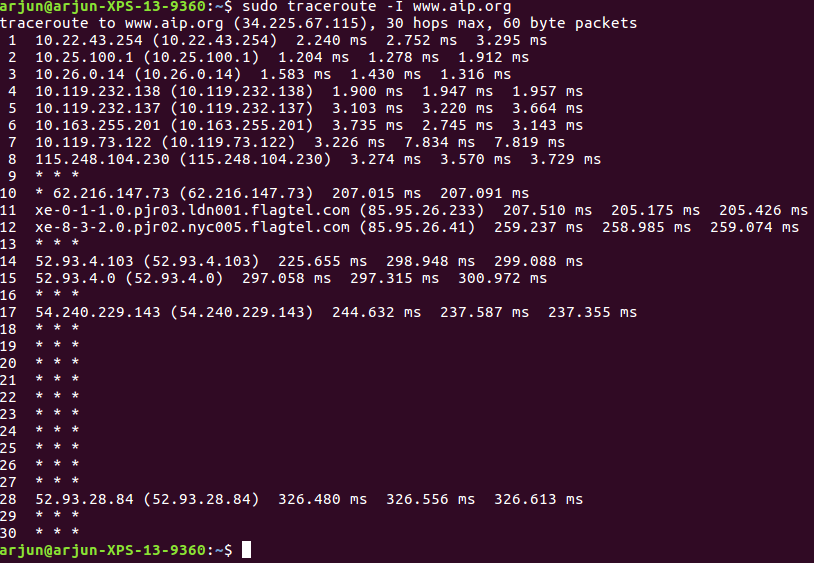 arjun@arjun-XPS-13-9360:~$ sudo traceroute -I www.aip.org
traceroute to www.aip.org (34.225.67.115), 30 hops max, 60 byte packets
 1  10.22.43.254 (10.22.43.254)  2.240 ms  2.752 ms  3.295 ms
 2  10.25.100.1 (10.25.100.1)  1.204 ms  1.278 ms  1.912 ms
 3  10.26.0.14 (10.26.0.14)  1.583 ms  1.430 ms  1.316 ms
 4  10.119.232.138 (10.119.232.138)  1.900 ms  1.947 ms  1.957 ms
 5  10.119.232.137 (10.119.232.137)  3.103 ms  3.220 ms  3.664 ms
 6  10.163.255.201 (10.163.255.201)  3.735 ms  2.745 ms  3.143 ms
 7  10.119.73.122 (10.119.73.122)  3.226 ms  7.834 ms  7.819 ms
 8  115.248.104.230 (115.248.104.230)  3.274 ms  3.570 ms  3.729 ms
 9  * * *
10  * 62.216.147.73 (62.216.147.73)  207.015 ms  207.091 ms
11  xe-0-1-1.0.pjr03.ldn001.flagtel.com (85.95.26.233)  207.510 ms  205.175 ms  205.426 ms
12  xe-8-3-2.0.pjr02.nyc005.flagtel.com (85.95.26.41)  259.237 ms  258.985 ms  259.074 ms
13  * * *
14  52.93.4.103 (52.93.4.103)  225.655 ms  298.948 ms  299.088 ms
15  52.93.4.0 (52.93.4.0)  297.058 ms  297.315 ms  300.972 ms
16  * * *
17  54.240.229.143 (54.240.229.143)  244.632 ms  237.587 ms  237.355 ms
18  * * *
19  * * *
20  * * *
21  * * *
22  * * *
23  * * *
24  * * *
25  * * *
26  * * *
27  * * *
28  52.93.28.84 (52.93.28.84)  326.480 ms  326.556 ms  326.613 ms
29  * * *
30  * * *
arjun@arjun-XPS-13-9360:~$